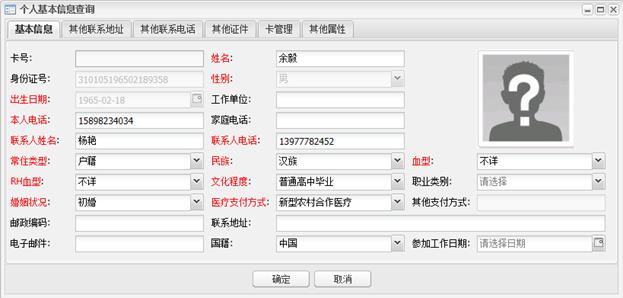 个人基本信息查询
基本信息 其他联系地址 其他联系电话 其他证件 卡管理 其他属性
卡号: 姓名: 余毅
身份证号: 310105196502189358 性别: 男
出生日期: 1965-02-18 工作单位:
本人电话: 15898234034 家庭电话:
联系人姓名: 杨艳 联系人电话: 13977782452
常住类型: 户籍 民族: 汉族 血型: 不详
RH血型: 不详 文化程度: 普通高中毕业 职业类别: 请选择
婚姻状况: 初婚 医疗支付方式: 新型农村合作医疗 其他支付方式:
邮政编码: 联系地址:
电子邮件: 国籍: 中国 参加工作日期: 请选择日期
确定 取消